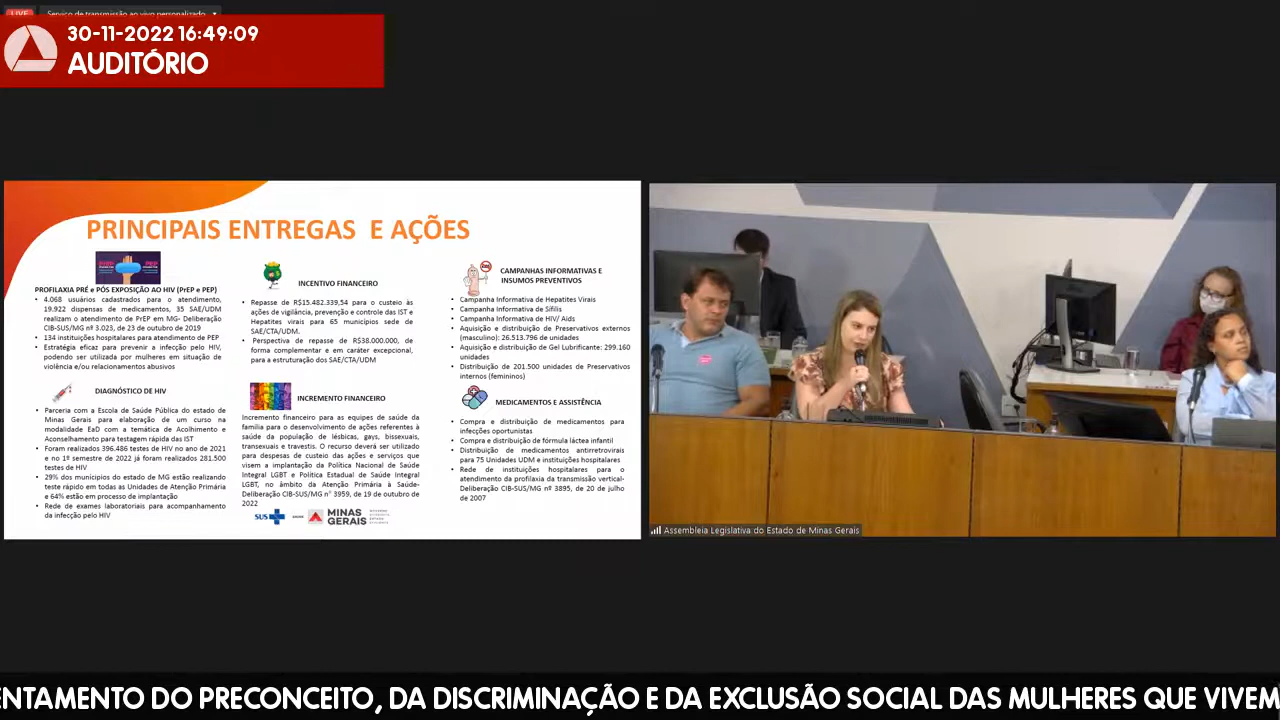 LIVE
Serviço de transmissão ao vivo personalizado
30-11-2022 16:49:09
AUDITÓRIO
PRINCIPAIS ENTREGAS E AÇÕES
PROFILAXIA PRÉ e PÓS EXPOSIÇÃO AO HIV (PrEP e PEP)
• 4.068 usuários cadastrados para o atendimento,
19.922 dispensas de medicamentos, 35 SAE/UDM
realizam o atendimento de PrEP em MG- Deliberação
CIB-SUS/MG nº 3.023, de 23 de outubro de 2019
• 134 instituições hospitalares para atendimento de PEP
• Estratégia eficaz para prevenir a infecção pelo HIV,
podendo ser utilizada por mulheres em situação de
violência e/ou relacionamentos abusivos
DIAGNÓSTICO DE HIV
• Parceria com a Escola de Saúde Pública do estado de
Minas Gerais para elaboração de um curso na
modalidade EaD com a temática de Acolhimento e
Aconselhamento para testagem rápida das IST
• Foram realizados 396.486 testes de HIV no ano de 2021
e no 1º semestre de 2022 já foram realizados 281.500
testes de HIV
• 29% dos municípios do estado de MG estão realizando
teste rápido em todas as Unidades de Atenção Primária
e 64% estão em processo de implantação
• Rede de exames laboratoriais para acompanhamento
da infecção pelo HIV
INCENTIVO FINANCEIRO
• Repasse de R$15.482.339,54 para o custeio às
ações de vigilância, prevenção e controle das IST e
Hepatites virais para 65 municípios sede de
SAE/CTA/UDM.
• Perspectiva de repasse de R$38.000.000, de
forma complementar e em caráter excepcional,
para a estruturação dos SAE/CTA/UDM
INCREMENTO FINANCEIRO
Incremento financeiro para as equipes de saúde da
família para o desenvolvimento de ações referentes à
saúde da população de lésbicas, gays, bissexuais,
transexuais e travestis. O recurso deverá ser utilizado
para despesas de custeio das ações e serviços que
visem a implantação da Política Nacional de Saúde
Integral LGBT e Política Estadual de Saúde Integral
LGBT, no âmbito da Atenção Primária à Saúde-
Deliberação CIB-SUS/MG n° 3959, de 19 de outubro de
2022
SUS
SAÚDE
MINAS
GERAIS
CAMPANHAS INFORMATIVAS E
INSUMOS PREVENTIVOS
• Campanha Informativa de Hepatites Virais
• Campanha Informativa de Sífilis
• Campanha Informativa de HIV/ Aids
• Aquisição e distribuição de Preservativos externos
(masculino): 26.513.796 de unidades
• Aquisição e distribuição de Gel Lubrificante: 299.160
unidades
• Distribuição de 201.500 unidades de Preservativos
internos (femininos)
MEDICAMENTOS E ASSISTÊNCIA
• Compra e distribuição de medicamentos para
infecções oportunistas
• Compra e distribuição de fórmula láctea infantil
• Distribuição de medicamentos antirretrovirais
para 75 Unidades UDM e instituições hospitalares
• Rede de instituições hospitalares para o
atendimento da profilaxia da transmissão vertical-
Deliberação CIB-SUS/MG nº 3895, de 20 de julho
de 2007
Assembleia Legislativa do Estado de Minas Gerais
ENTAMENTO DO PRECONCEITO, DA DISCRIMINAÇÃO E DA EXCLUSÃO SOCIAL DAS MULHERES QUE VIVEM